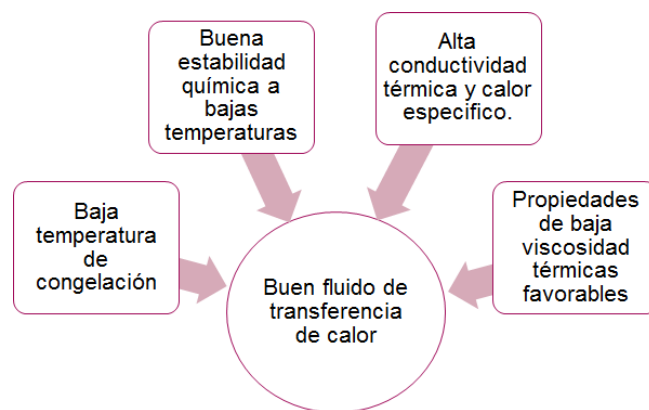 Buena
estabilidad
química a
bajas
temperaturas
Alta
conductividad
térmica y calor
especifico.
Baja
temperatura
de
congelación
Propiedades
de baja
viscosidad
térmicas
favorables
Buen fluido de
transferencia
de calor